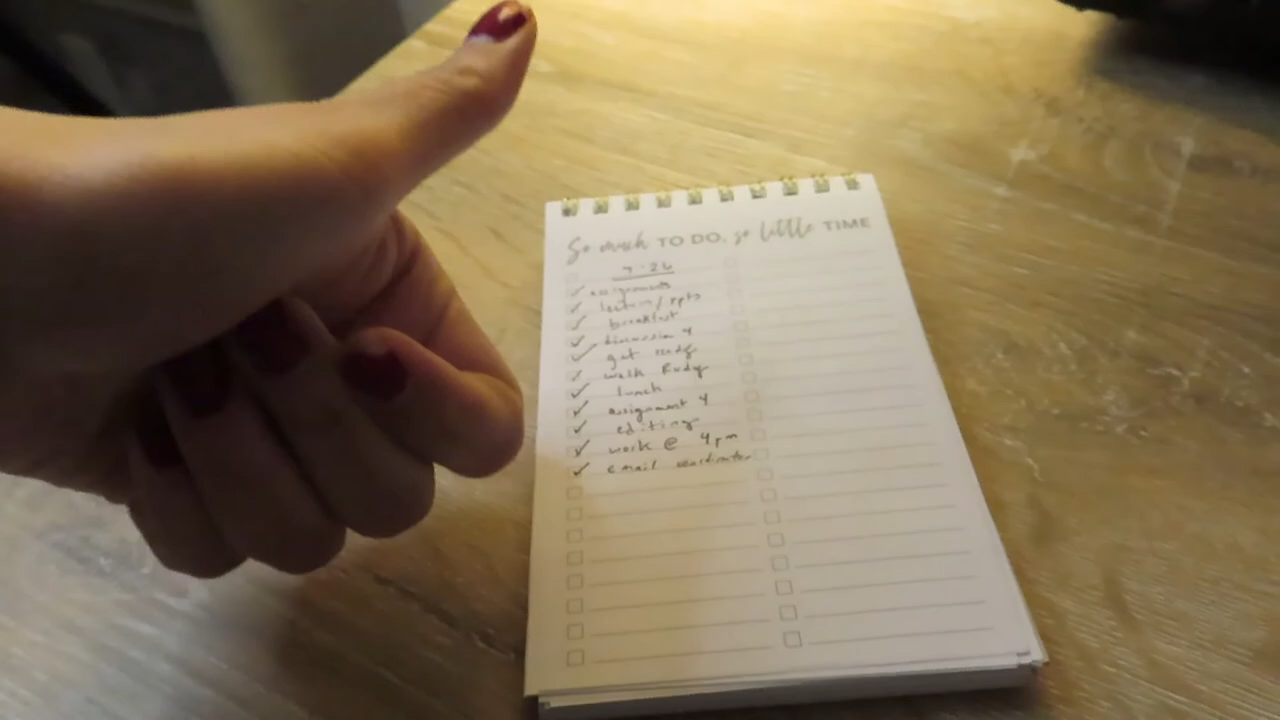 So much TO DO, so little TIME
7-26
assignments
lecture/ppts
breakfast
discussion 4
get ready
walk Rudy
lunch
assignment 4
editing
work @ 4pm
email